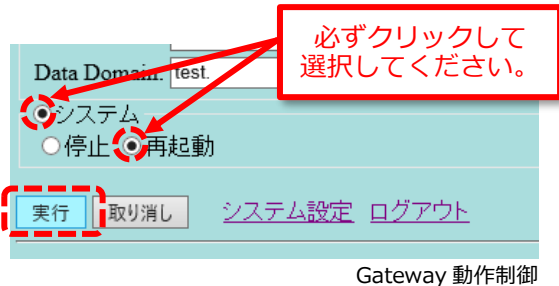 必ずクリックして
選択してください。
Data Domain: test.
システム
停止 再起動
実行 取り消し システム設定 ログアウト
Gateway 動作制御